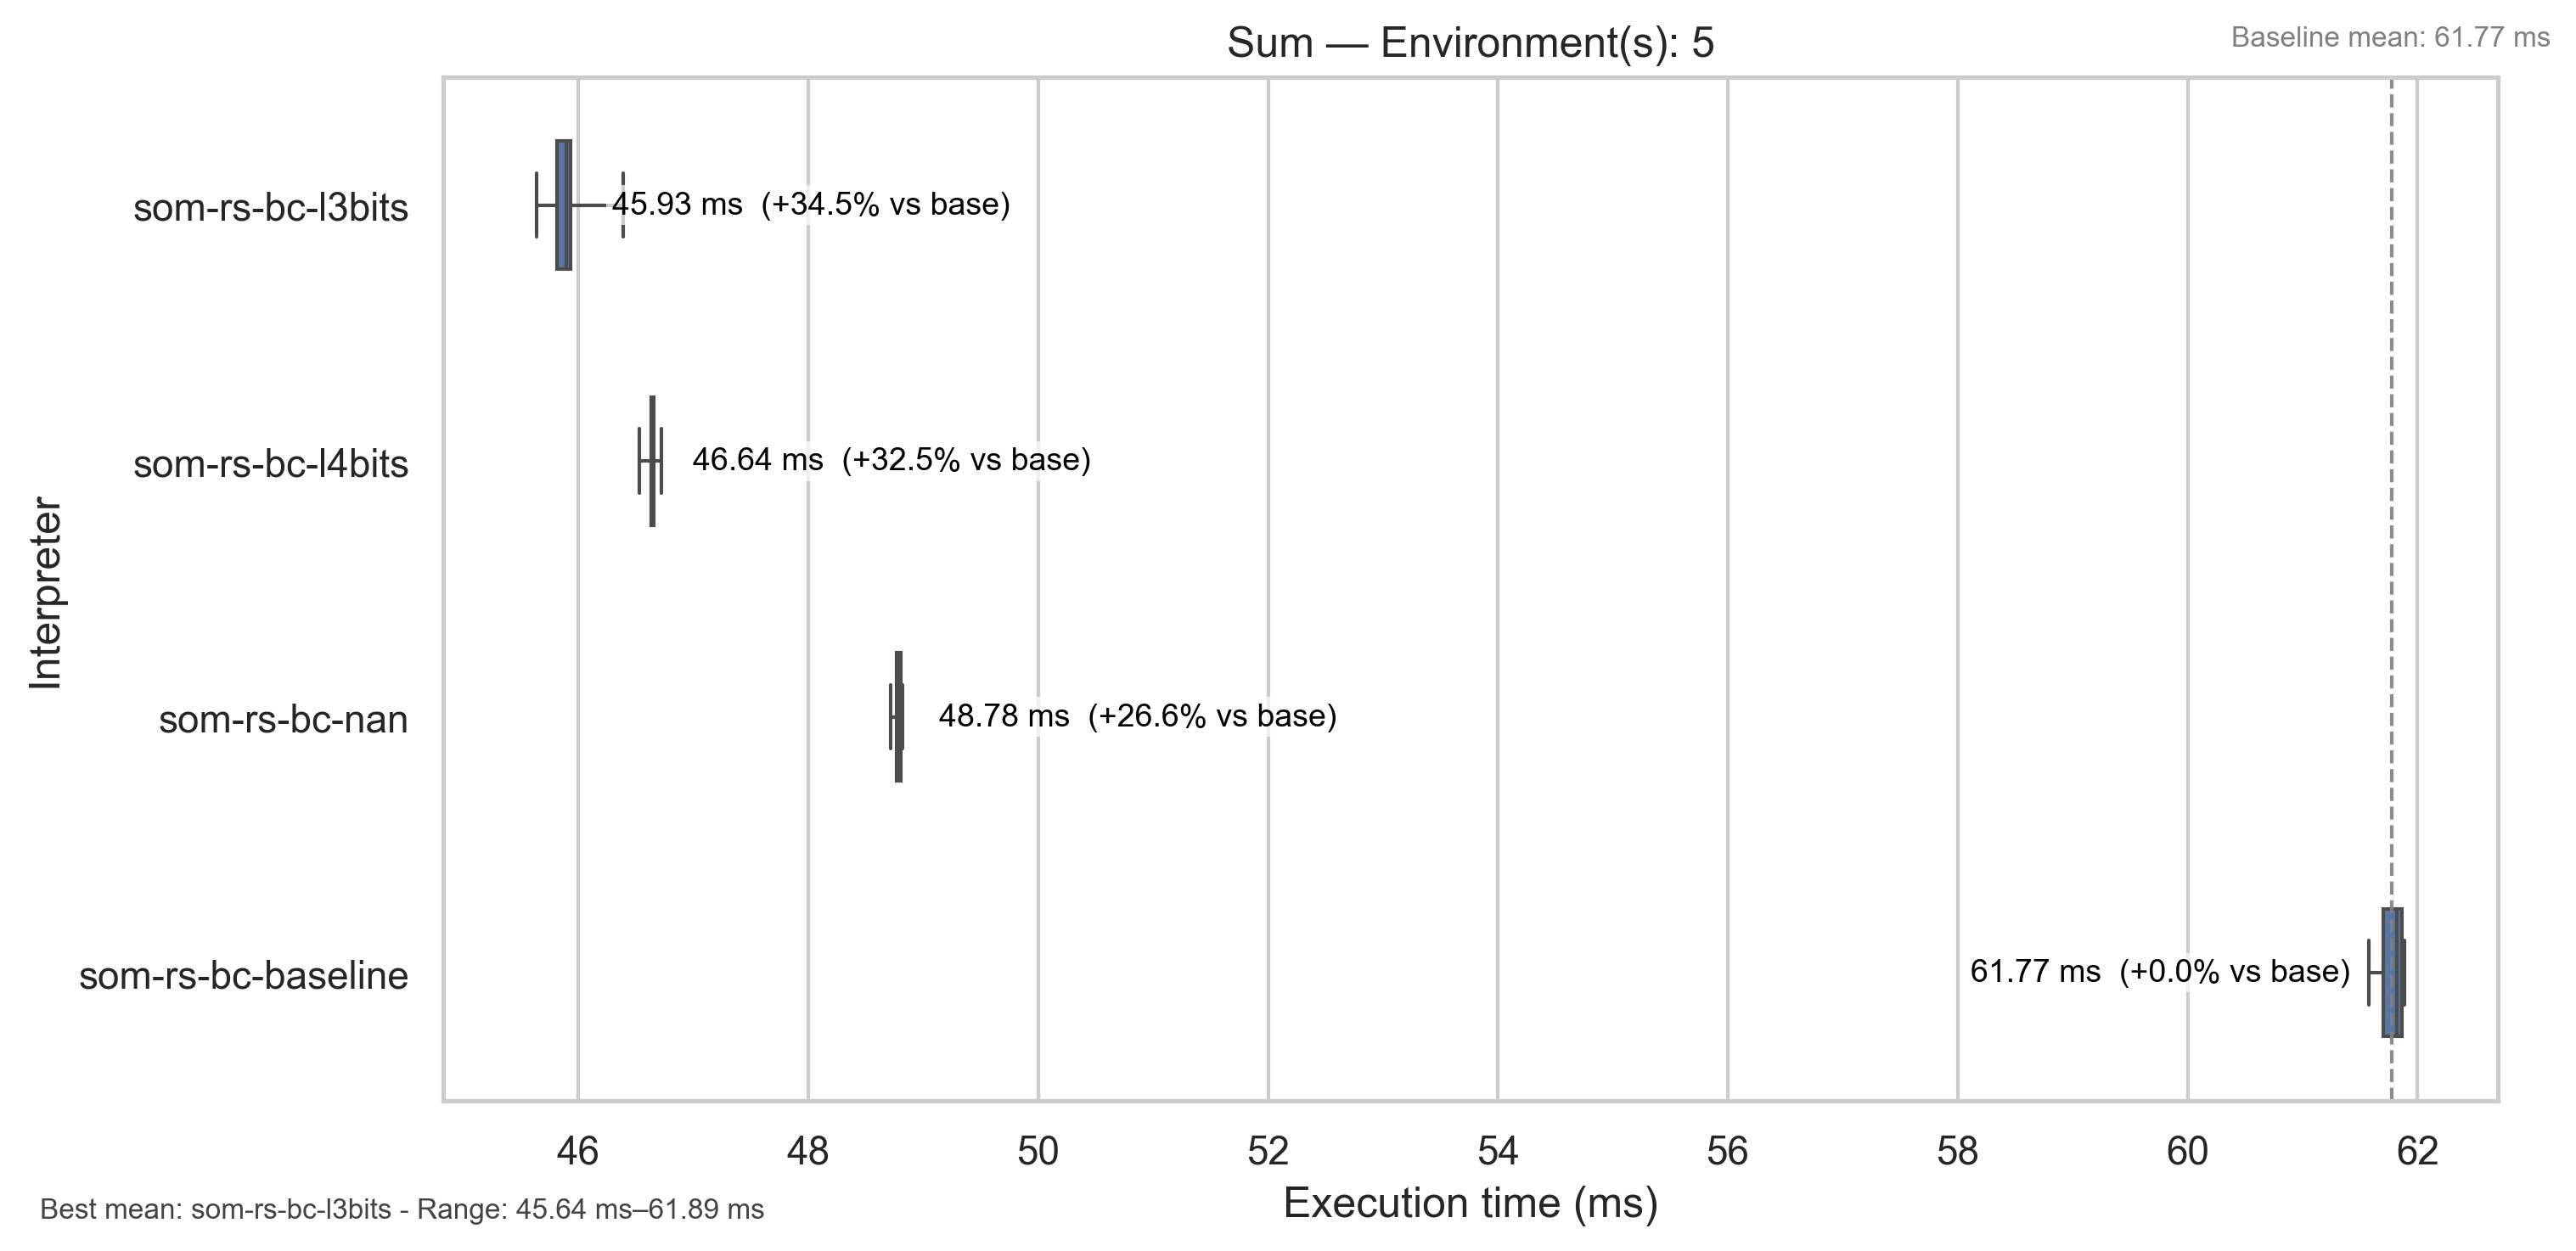 Sum — Environment(s): 5
Baseline mean: 61.77 ms
Interpreter
som-rs-bc-l3bits
45.93 ms  (+34.5% vs base)
som-rs-bc-l4bits
46.64 ms  (+32.5% vs base)
som-rs-bc-nan
48.78 ms  (+26.6% vs base)
som-rs-bc-baseline
61.77 ms  (+0.0% vs base)
46 48 50 52 54 56 58 60 62
Execution time (ms)
Best mean: som-rs-bc-l3bits - Range: 45.64 ms–61.89 ms